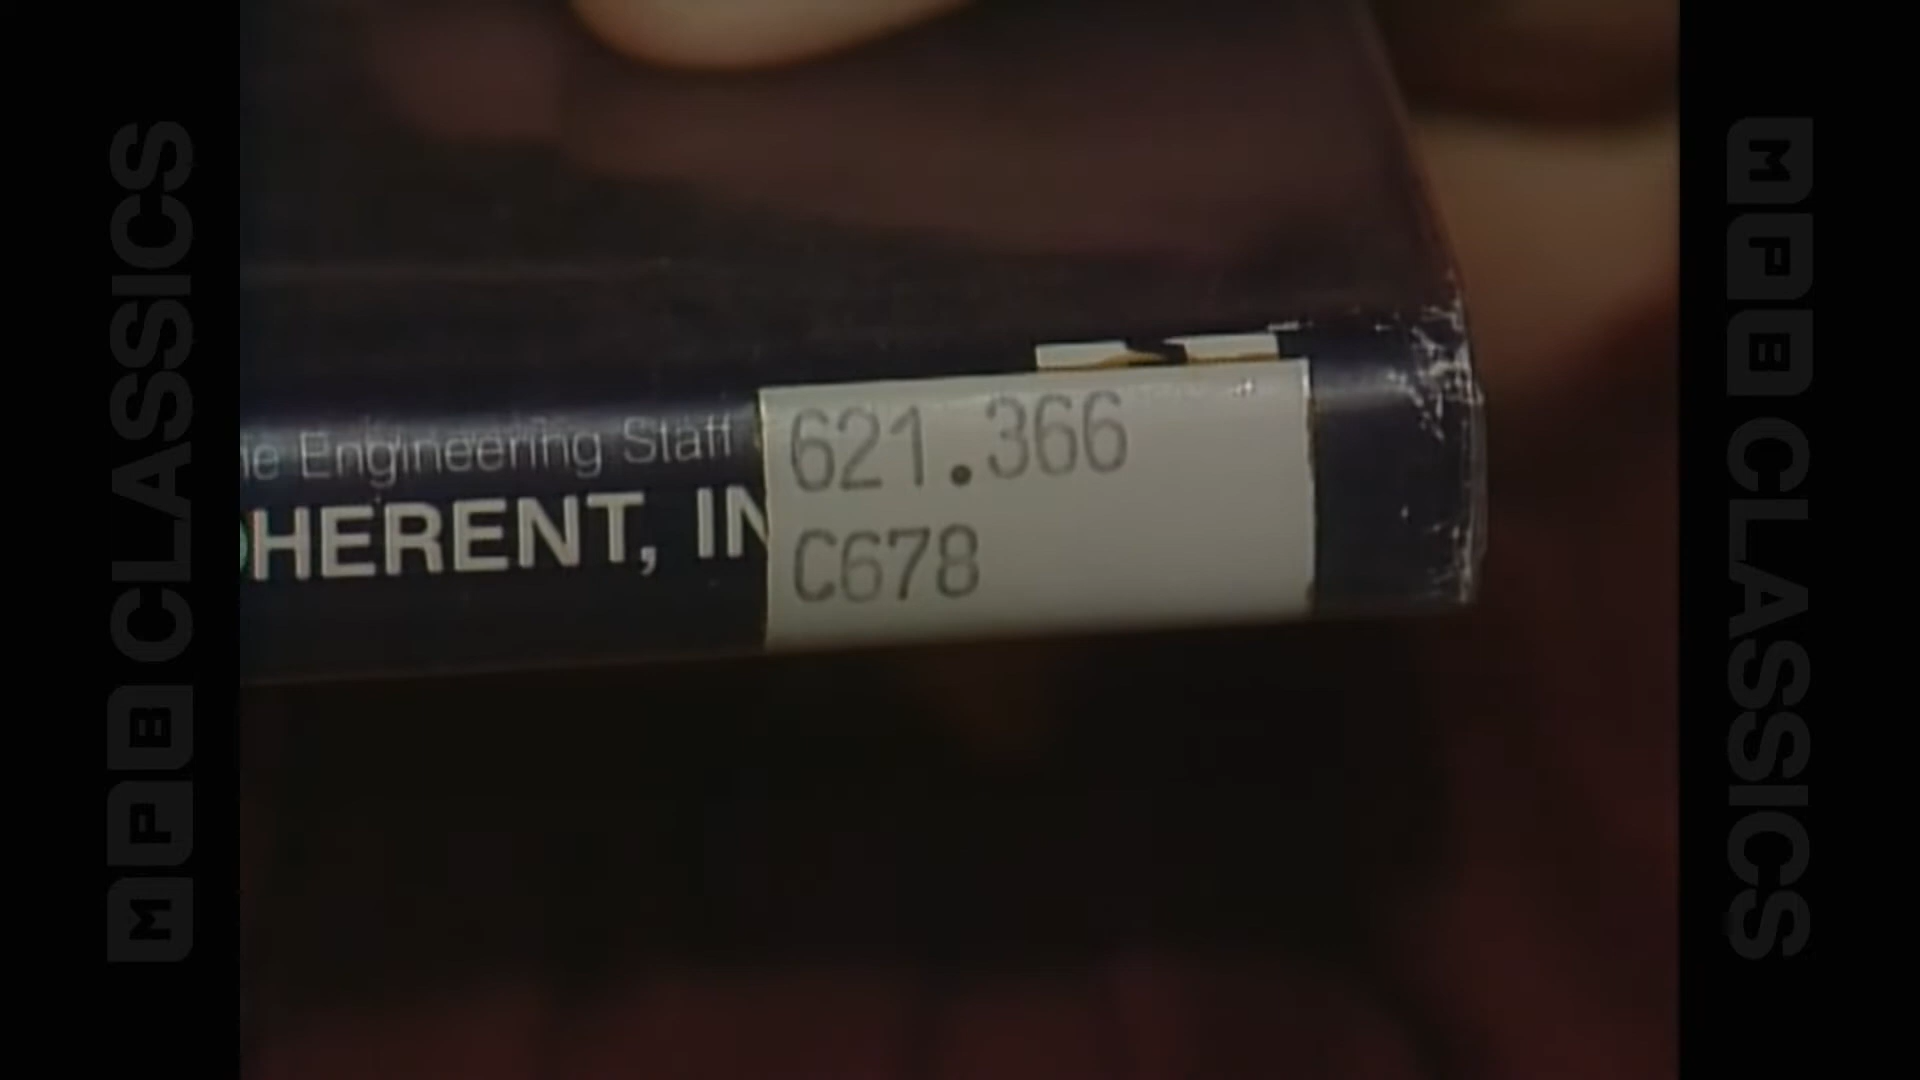 MPB CLASSICS
e Engineering Staff
HERENT, IN
621.366
C678
MPB CLASSICS